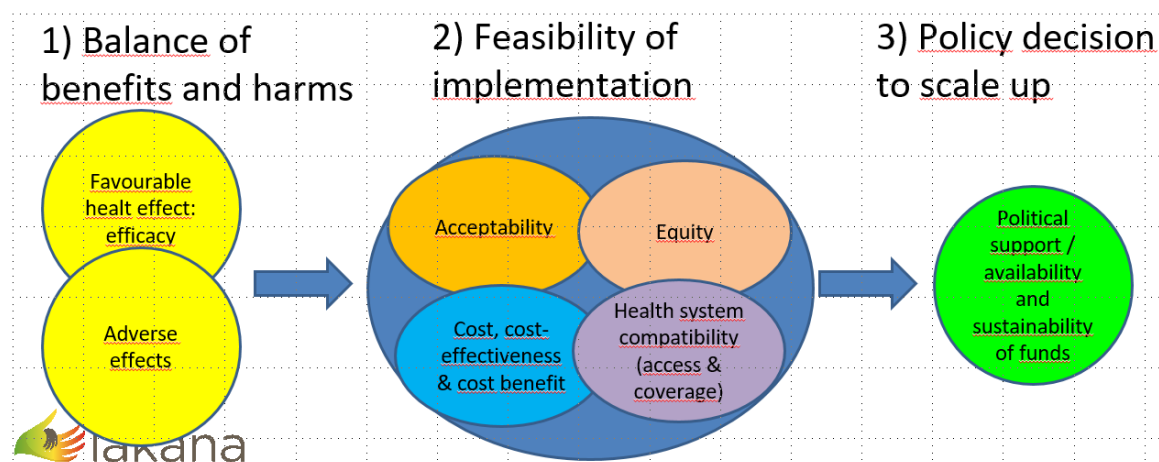 1) Balance of
benefits and harms
2) Feasibility of
implementation
3) Policy decision
to scale up
Favourable
healt effect:
efficacy
Adverse
effects
Acceptability
Equity
Cost, cost-
effectiveness
& cost benefit
Health system
compatibility
(access &
coverage)
Political
support /
availability
and
sustainability
of funds
lakana